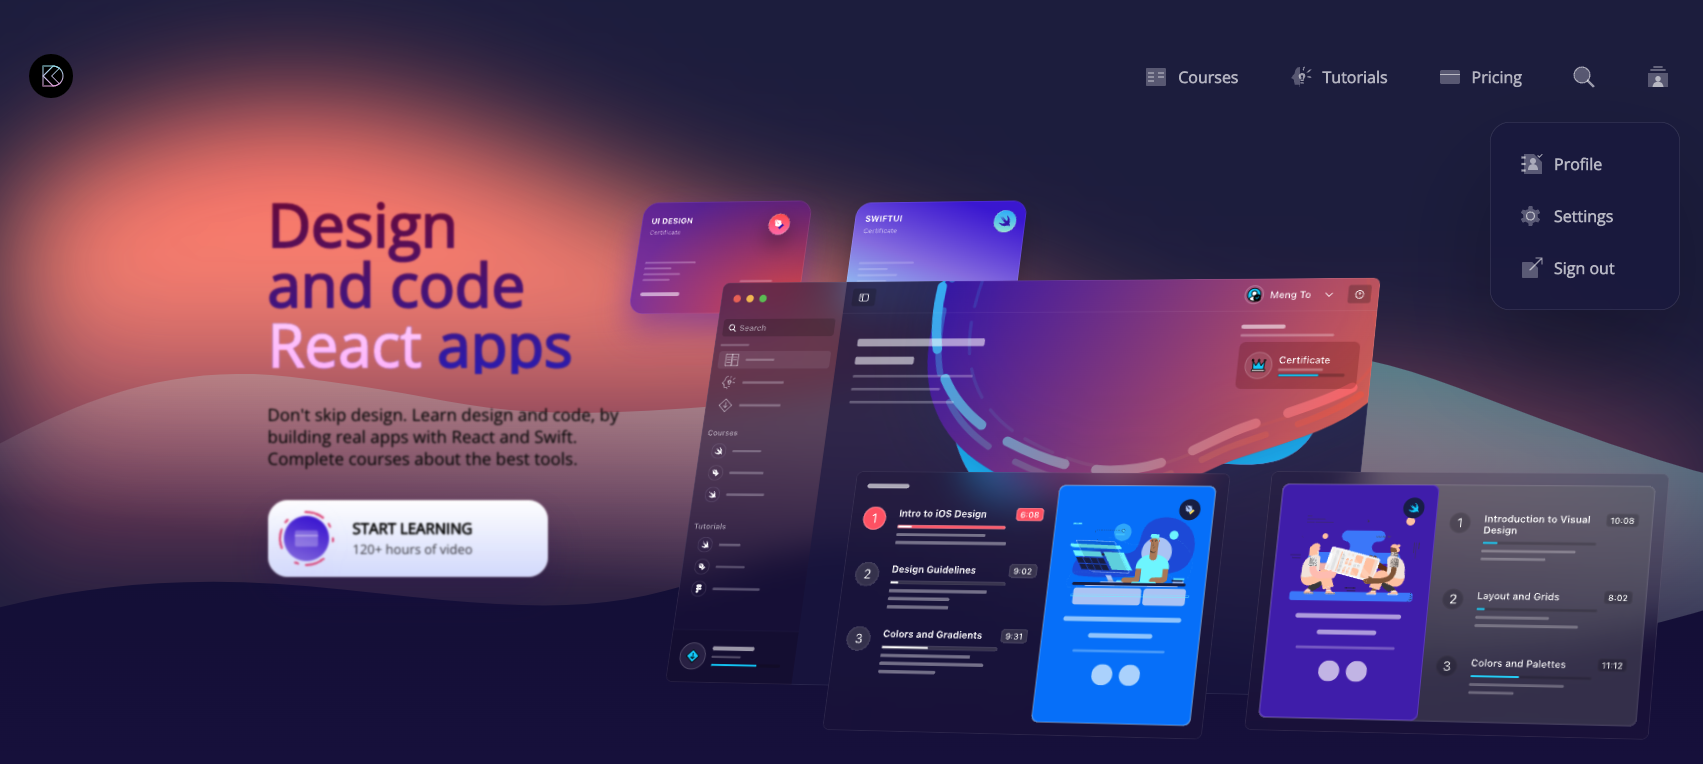 Courses
Tutorials
Pricing
Profile
Settings
Sign out
Design
and code
React apps
Don't skip design. Learn design and code, by
building real apps with React and Swift.
Complete courses about the best tools.
START LEARNING
120+ hours of video
UI DESIGN
Certificate
SWIFTUI
Certificate
Search
Courses
Tutorials
Meng To
Certificate
1 Intro to iOS Design 6:08
2 Design Guidelines 9:02
3 Colors and Gradients 9:31
1 Introduction to Visual 10:08
Design
2 Layout and Grids 8:02
3 Colors and Palettes 11:12